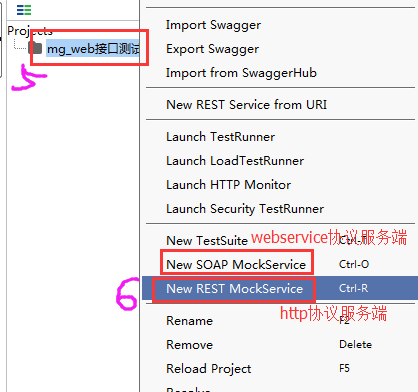 Projects
mg_web接口测试
5
Import Swagger
Export Swagger
Import from SwaggerHub
New REST Service from URI
Launch TestRunner
Launch LoadTestRunner
Launch HTTP Monitor
Launch Security TestRunner
webservice协议服务端
New TestSuite
New SOAP MockService Ctrl-O
6
New REST MockService Ctrl-R
http协议服务端
Rename F2
Remove Delete
Reload Project F5